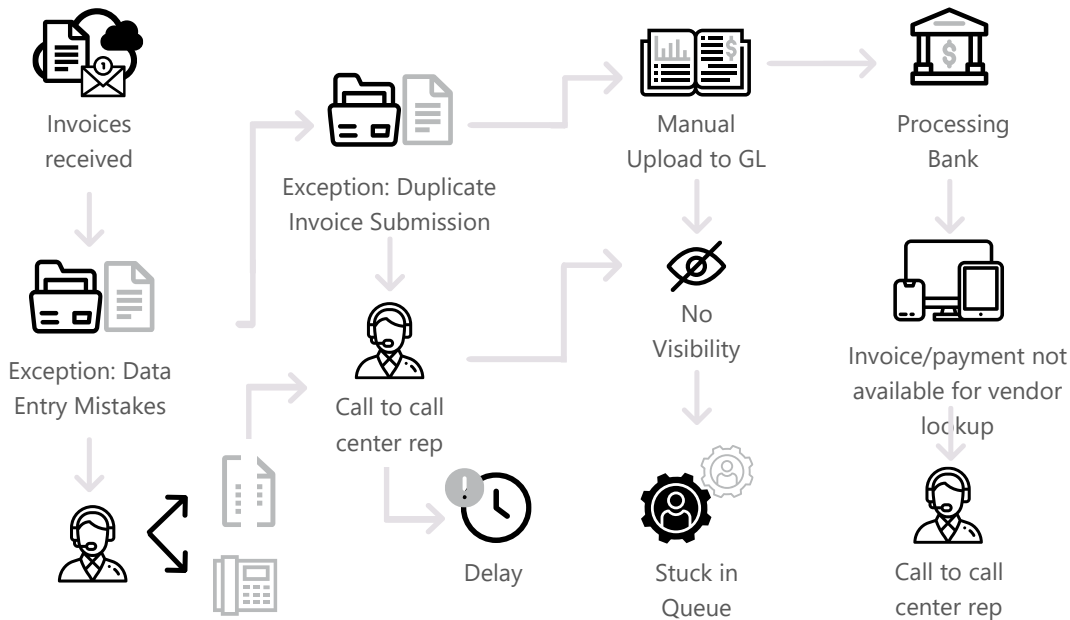 1
Invoices
received
Exception: Data
Entry Mistakes
Exception: Duplicate
Invoice Submission
Call to call
center rep
!
Delay
$
Manual
Upload to GL
No
Visibility
Stuck in
Queue
$
Processing
Bank
Invoice/payment not
available for vendor
lookup
Call to call
center rep